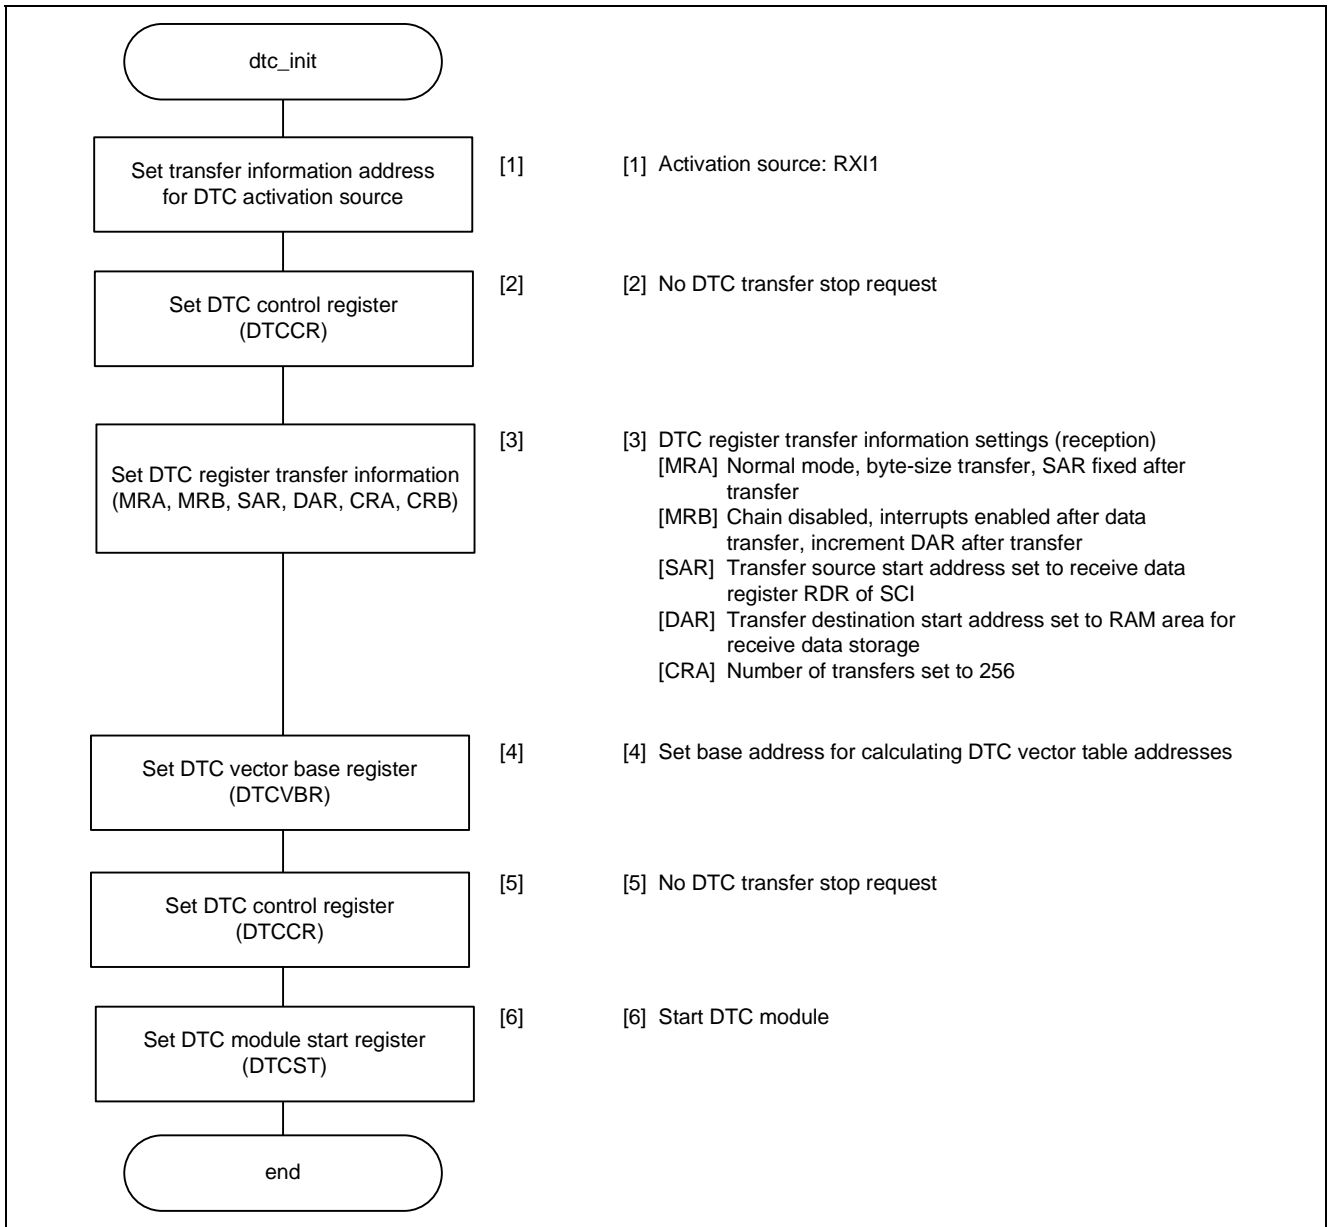 dtc_init
Set transfer information address
for DTC activation source
[1]
[1] Activation source: RXI1
Set DTC control register
(DTCCR)
[2]
[2] No DTC transfer stop request
Set DTC register transfer information
(MRA, MRB, SAR, DAR, CRA, CRB)
[3]
[3] DTC register transfer information settings (reception)
[MRA] Normal mode, byte-size transfer, SAR fixed after
transfer
[MRB] Chain disabled, interrupts enabled after data
transfer, increment DAR after transfer
[SAR] Transfer source start address set to receive data
register RDR of SCI
[DAR] Transfer destination start address set to RAM area for
receive data storage
[CRA] Number of transfers set to 256
Set DTC vector base register
(DTCVBR)
[4]
[4] Set base address for calculating DTC vector table addresses
Set DTC control register
(DTCCR)
[5]
[5] No DTC transfer stop request
Set DTC module start register
(DTCST)
[6]
[6] Start DTC module
end